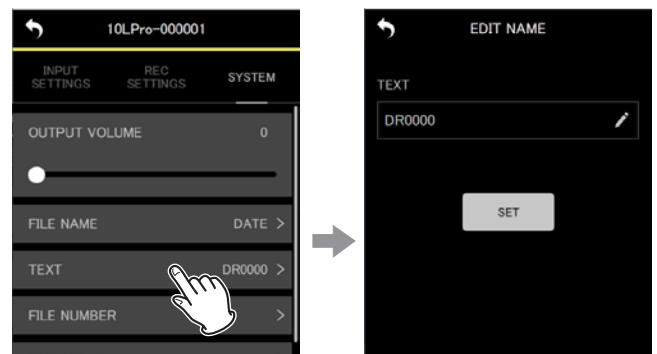 10LPro-000001
INPUT SETTINGS
REC SETTINGS
SYSTEM
OUTPUT VOLUME 0
FILE NAME DATE >
TEXT DR0000 >
FILE NUMBER >
EDIT NAME
TEXT
DR0000
SET